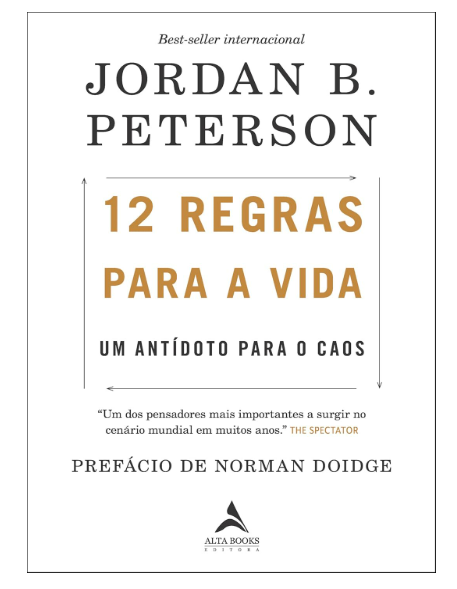 Best-seller internacional
JORDAN B.
PETERSON
12 REGRAS
PARA A VIDA
UM ANTÍDOTO PARA O CAOS
“Um dos pensadores mais importantes a surgir no
cenário mundial em muitos anos.” THE SPECTATOR
PREFÁCIO DE NORMAN DOIDGE
ALTA BOOKS
EDITORA